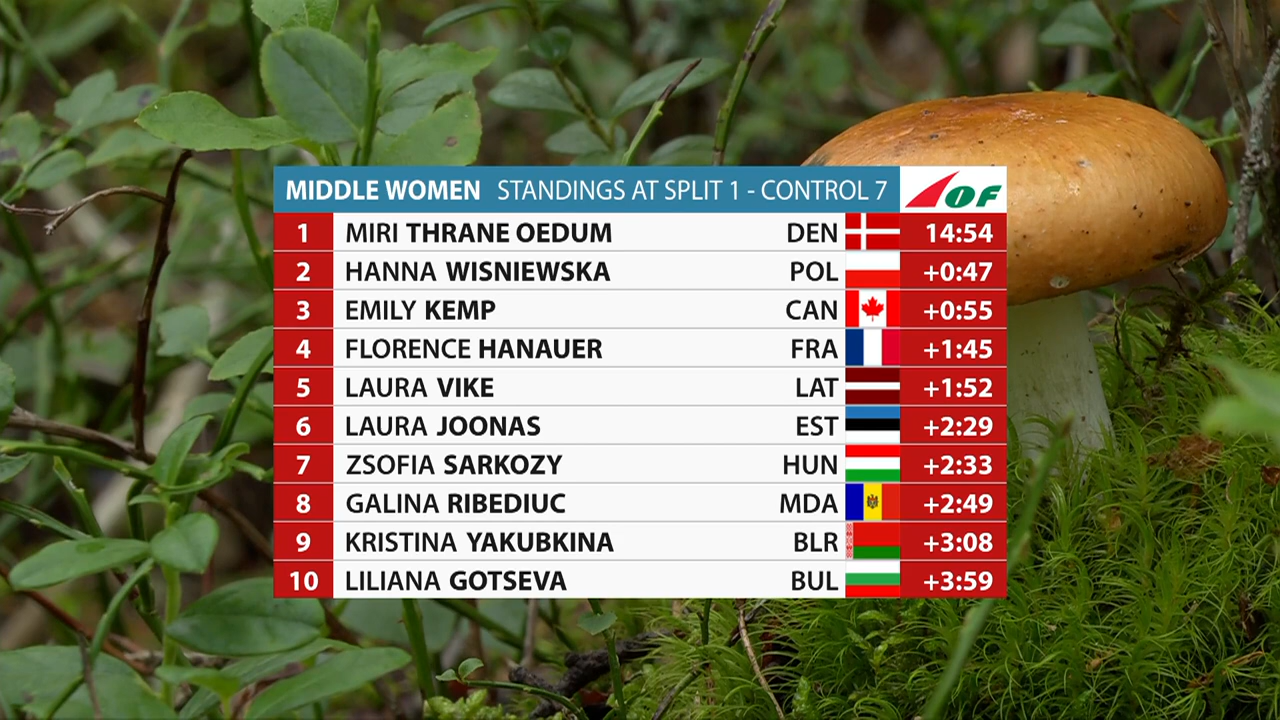 MIDDLE WOMEN STANDINGS AT SPLIT 1 - CONTROL 7 IOF
1 MIRI THRANE OEDUM DEN 14:54
2 HANNA WISNIEWSKA POL +0:47
3 EMILY KEMP CAN +0:55
4 FLORENCE HANAUER FRA +1:45
5 LAURA VIKE LAT +1:52
6 LAURA JOONAS EST +2:29
7 ZSOFIA SARKOZY HUN +2:33
8 GALINA RIBEDIUC MDA +2:49
9 KRISTINA YAKUBKINA BLR +3:08
10 LILIANA GOTSEVA BUL +3:59